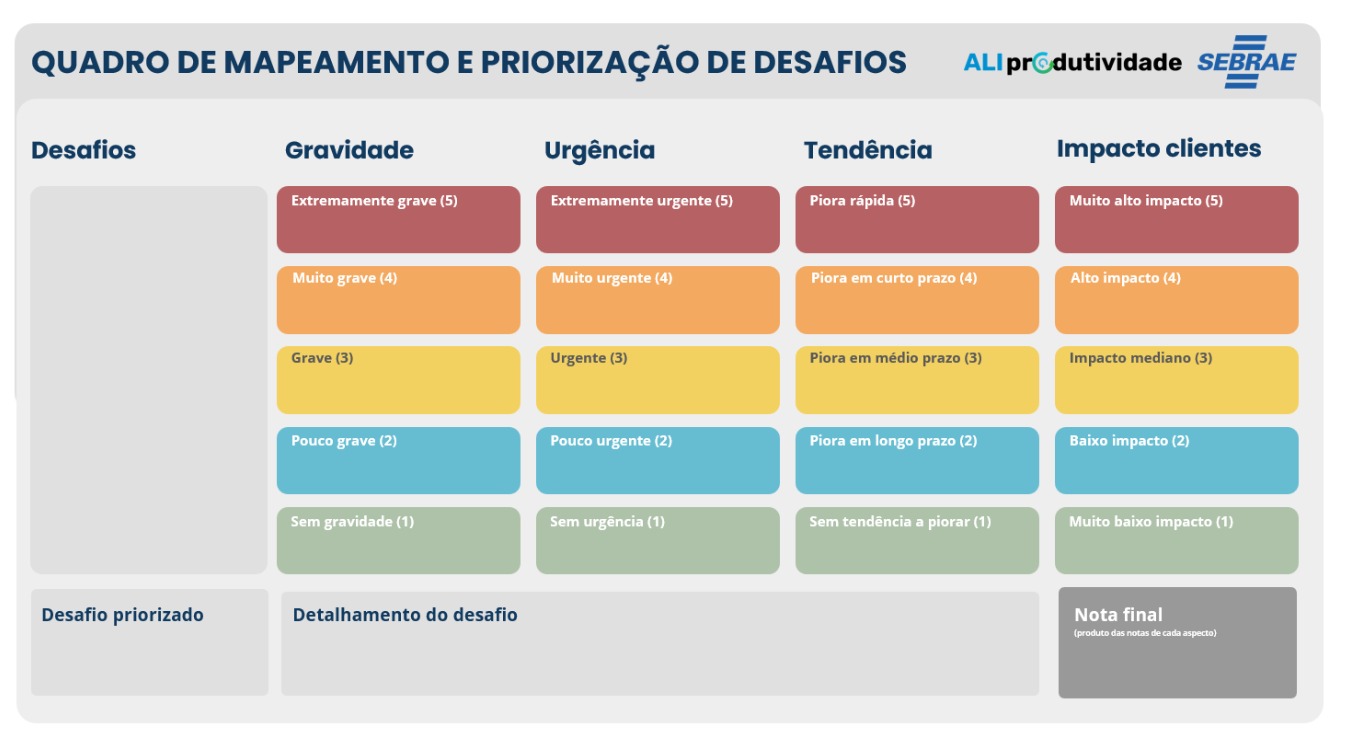 QUADRO DE MAPEAMENTO E PRIORIZAÇÃO DE DESAFIOS
ALI produtividade
SEBRAE
Desafios
Gravidade
Urgência
Tendência
Impacto clientes
Extremamente grave (5)
Extremamente urgente (5)
Piora rápida (5)
Muito alto impacto (5)
Muito grave (4)
Muito urgente (4)
Piora em curto prazo (4)
Alto impacto (4)
Grave (3)
Urgente (3)
Piora em médio prazo (3)
Impacto mediano (3)
Pouco grave (2)
Pouco urgente (2)
Piora em longo prazo (2)
Baixo impacto (2)
Sem gravidade (1)
Sem urgência (1)
Sem tendência a piorar (1)
Muito baixo impacto (1)
Desafio priorizado
Detalhamento do desafio
Nota final
(produto das notas de cada aspecto)